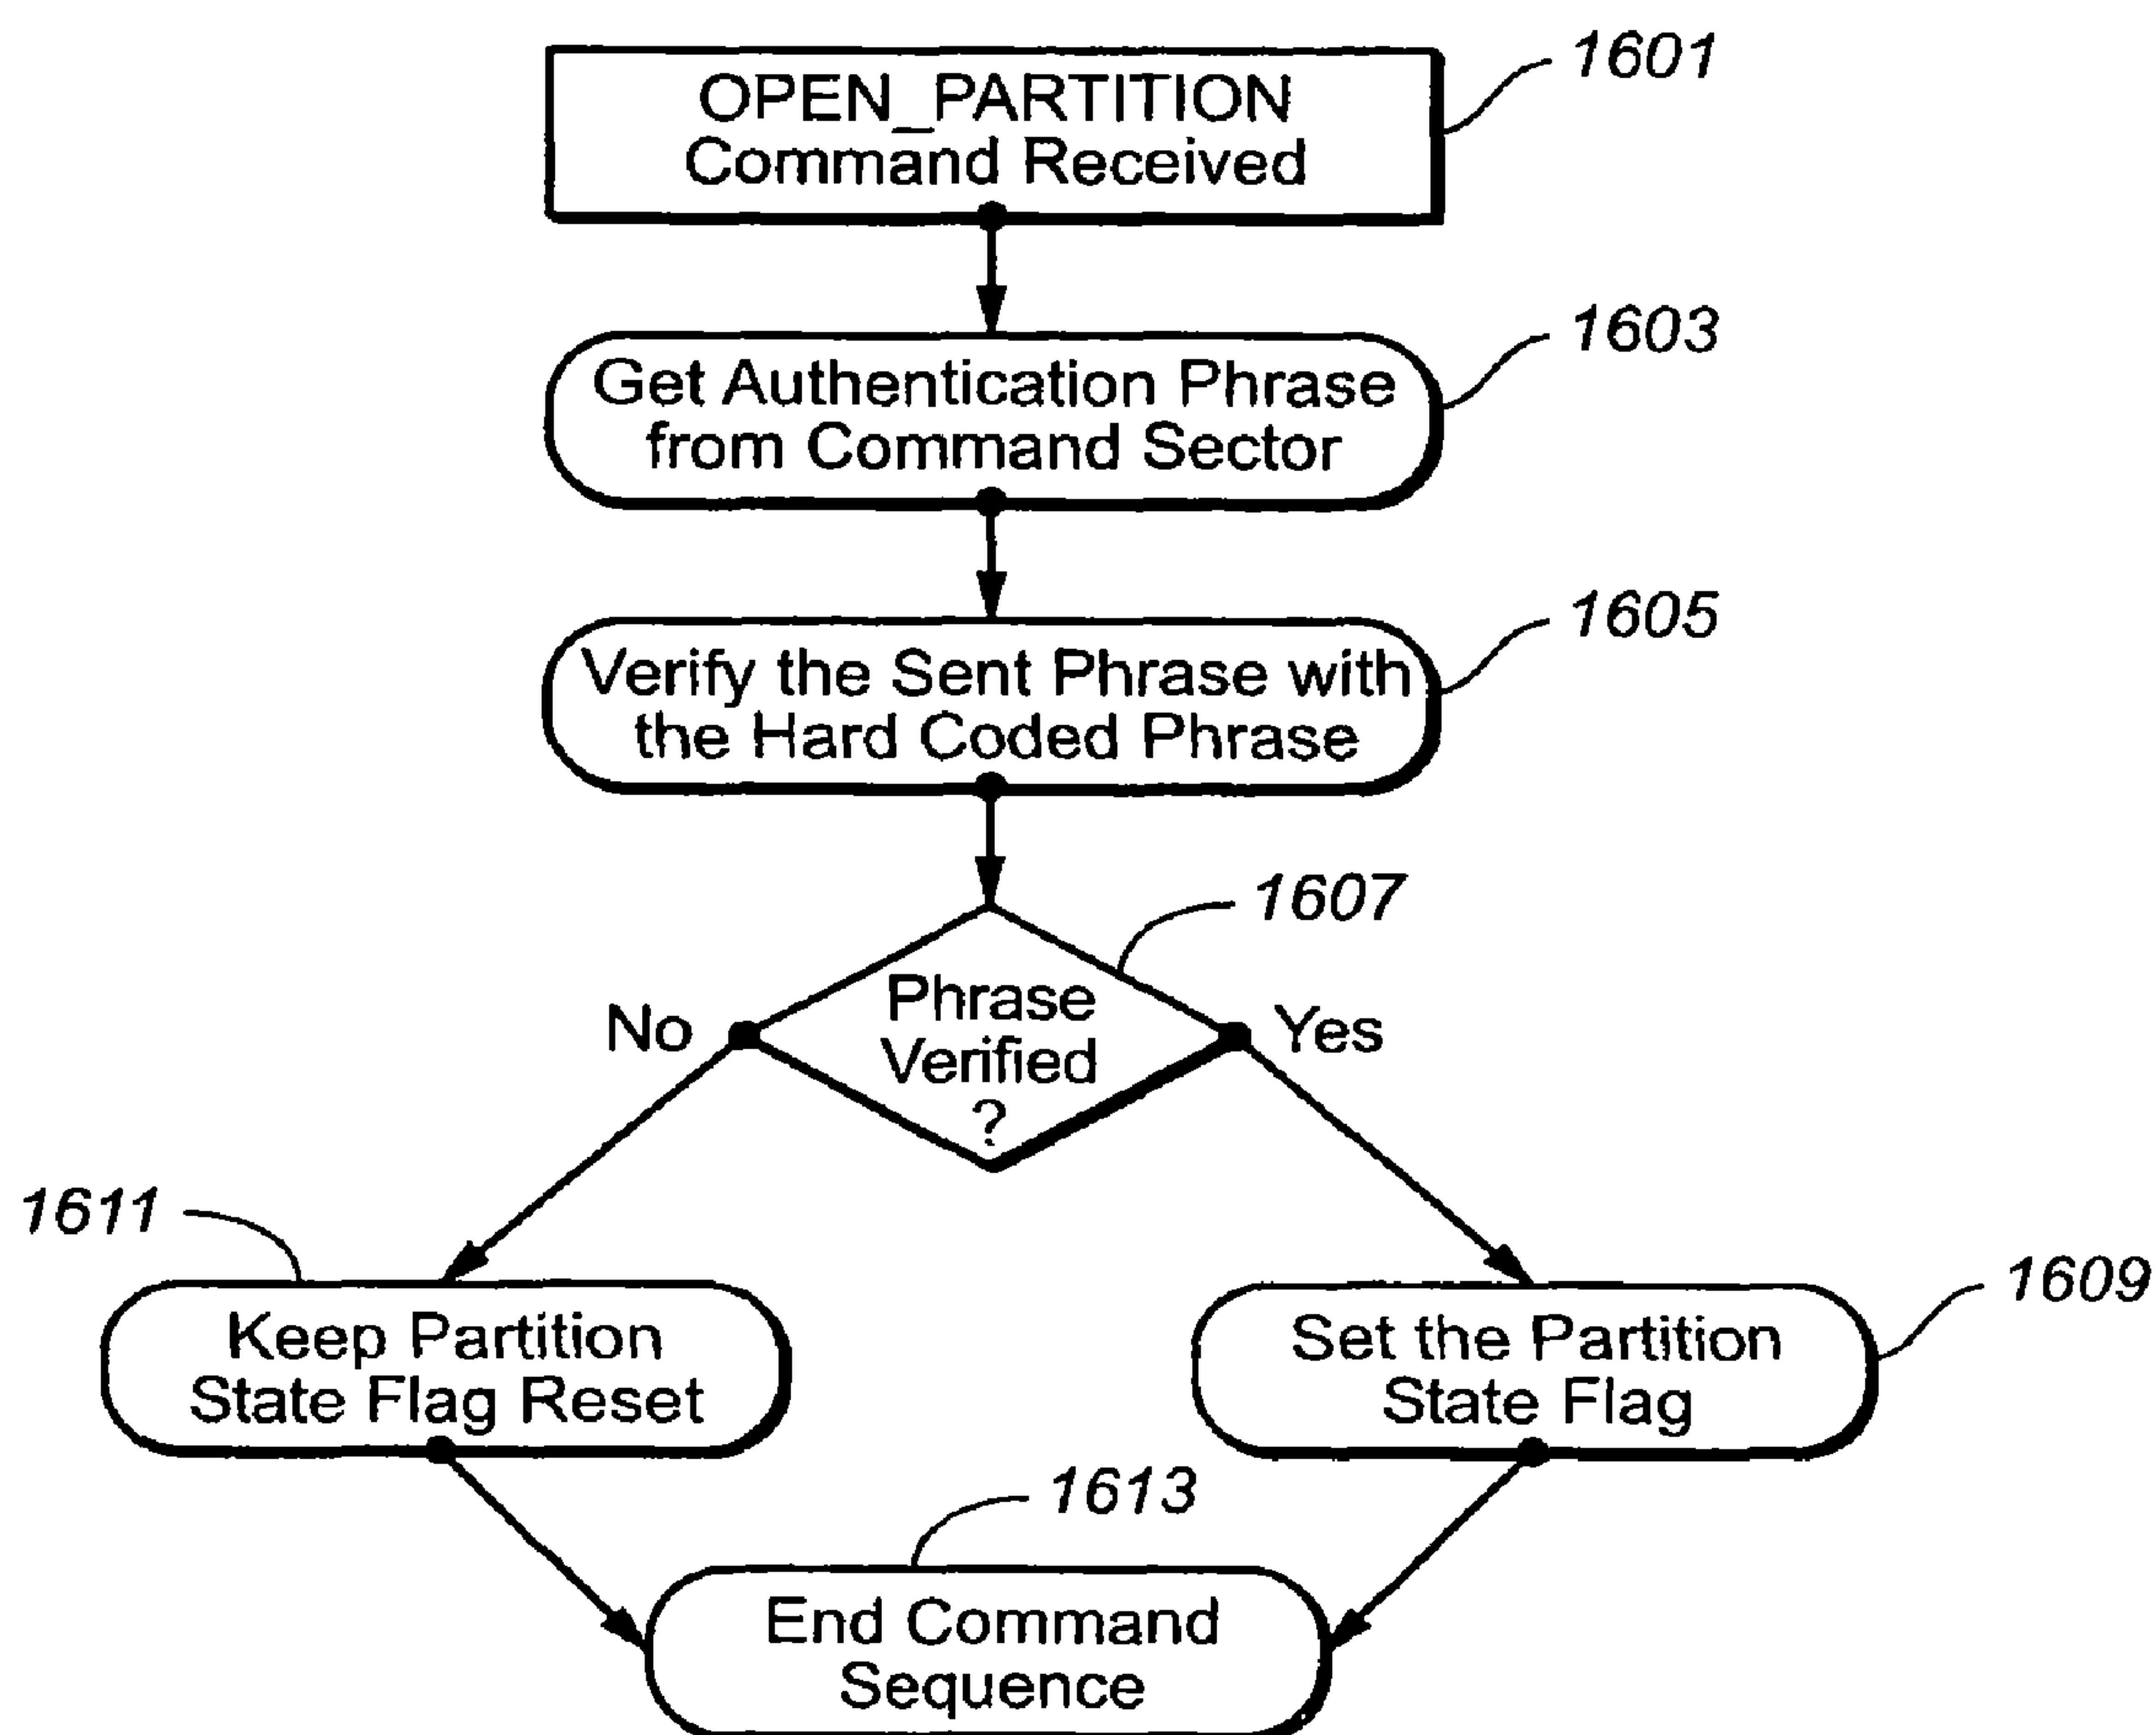 OPEN_PARTITION
Command Received
1601
Get Authentication Phrase
from Command Sector
1603
Verify the Sent Phrase with
the Hard Coded Phrase
1605
1607
Phrase
Verified
?
No
Yes
1611
Keep Partition
State Flag Reset
1609
Set the Partition
State Flag
1613
End Command
Sequence